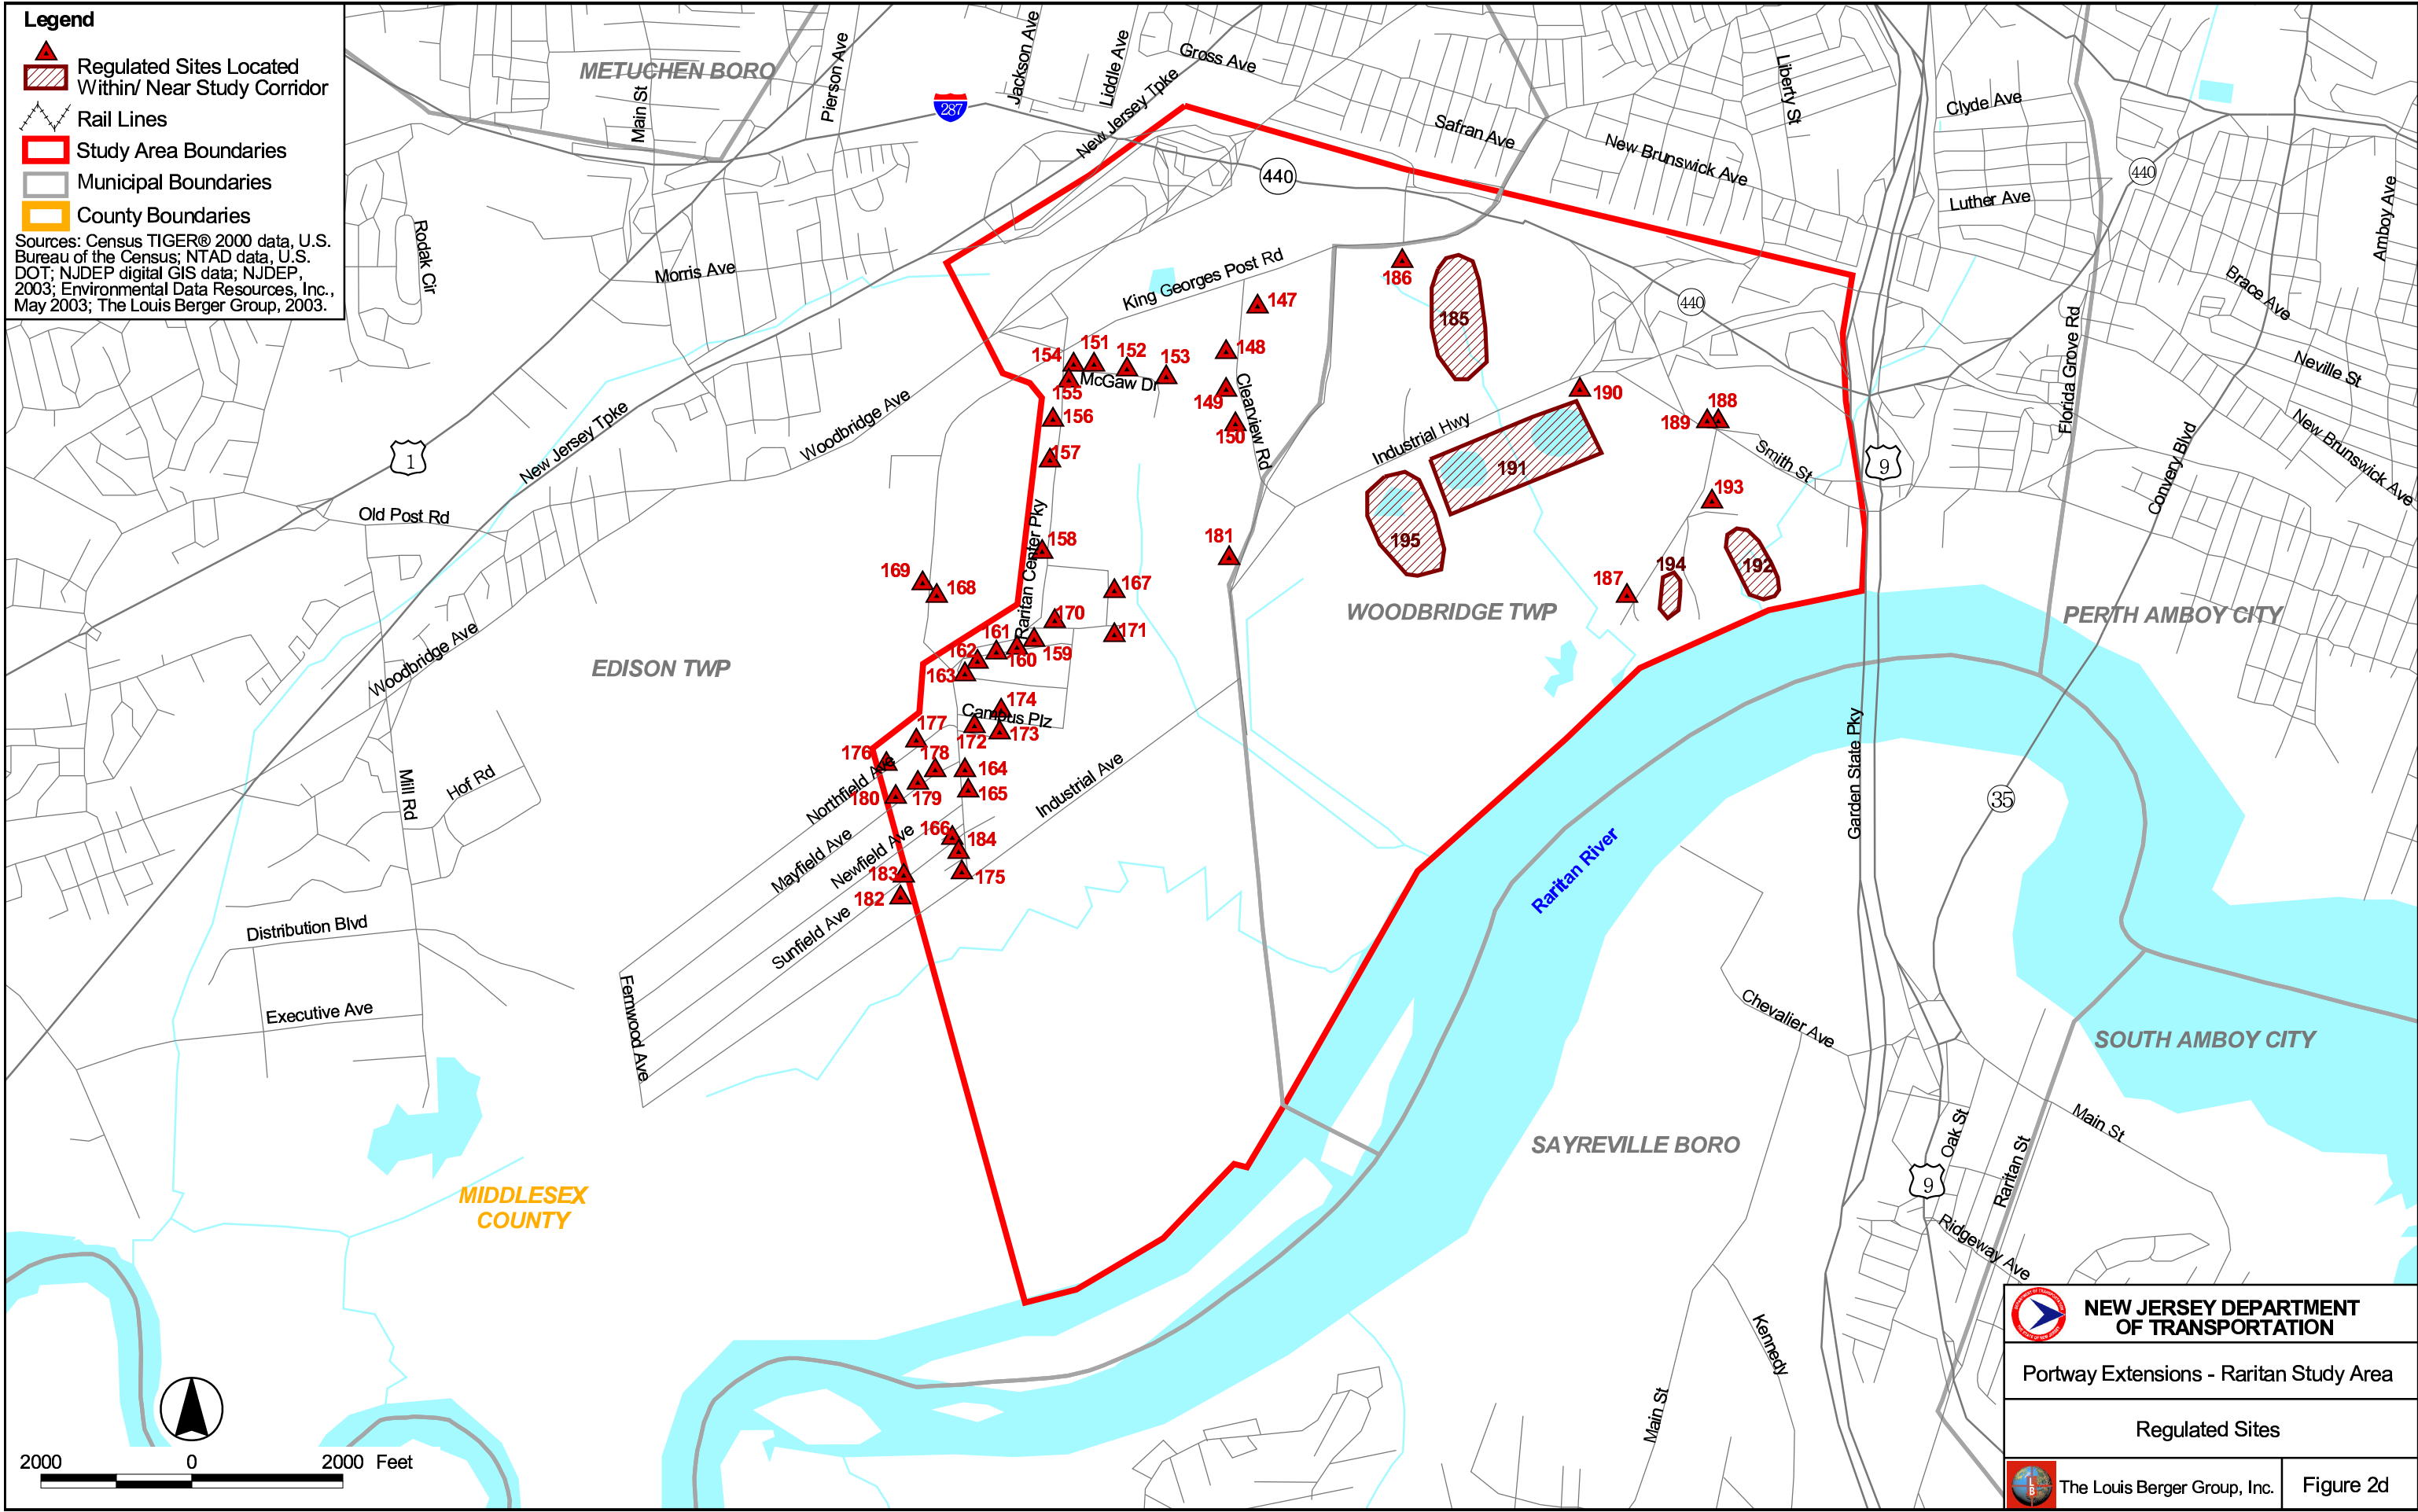 Legend
Regulated Sites Located
Within/ Near Study Corridor
Rail Lines
Study Area Boundaries
Municipal Boundaries
County Boundaries
Sources: Census TIGER® 2000 data, U.S.
Bureau of the Census; NTAD data, U.S.
DOT; NJDEP digital GIS data; NJDEP,
2003; Environmental Data Resources, Inc.,
May 2003; The Louis Berger Group, 2003.
METUCHEN BORO
Main St
Pierson Ave
287
Jackson Ave
Liddle Ave
Gross Ave
New Jersey Tpke
440
Safran Ave
New Brunswick Ave
Liberty St
Clyde Ave
Luther Ave
440
Amboy Ave
Brace Ave
Neville St
New Brunswick Ave
Florida Grove Rd
Convery Blvd
Rodak Cir
Morris Ave
King Georges Post Rd
186
185
440
147
148
149
150
Clearview Rd
154
151
152
153
McGaw Dr
155
156
157
190
188
189
Smith St
9
Industrial Hwy
191
193
195
194
192
187
181
1
New Jersey Tpke
Woodbridge Ave
Old Post Rd
Raritan Center Pky
158
169
168
167
170
171
161
162
160
159
163
WOODBRIDGE TWP
PERTH AMBOY CITY
EDISON TWP
Woodbridge Ave
174
Campus Plz
172
173
177
176
178
164
180
179
165
Northfield Ave
Industrial Ave
Mill Rd
Hof Rd
Mayfield Ave
Newfield Ave
166
184
183
175
182
Sunfield Ave
Garden State Pky
35
Raritan River
Distribution Blvd
Executive Ave
Fernwood Ave
Chevalier Ave
SOUTH AMBOY CITY
SAYREVILLE BORO
Oak St
Main St
Raritan St
9
Ridgeway Ave
MIDDLESEX
COUNTY
Kennedy
Main St
2000 0 2000 Feet
NEW JERSEY DEPARTMENT
OF TRANSPORTATION
Portway Extensions - Raritan Study Area
Regulated Sites
The Louis Berger Group, Inc.
Figure 2d